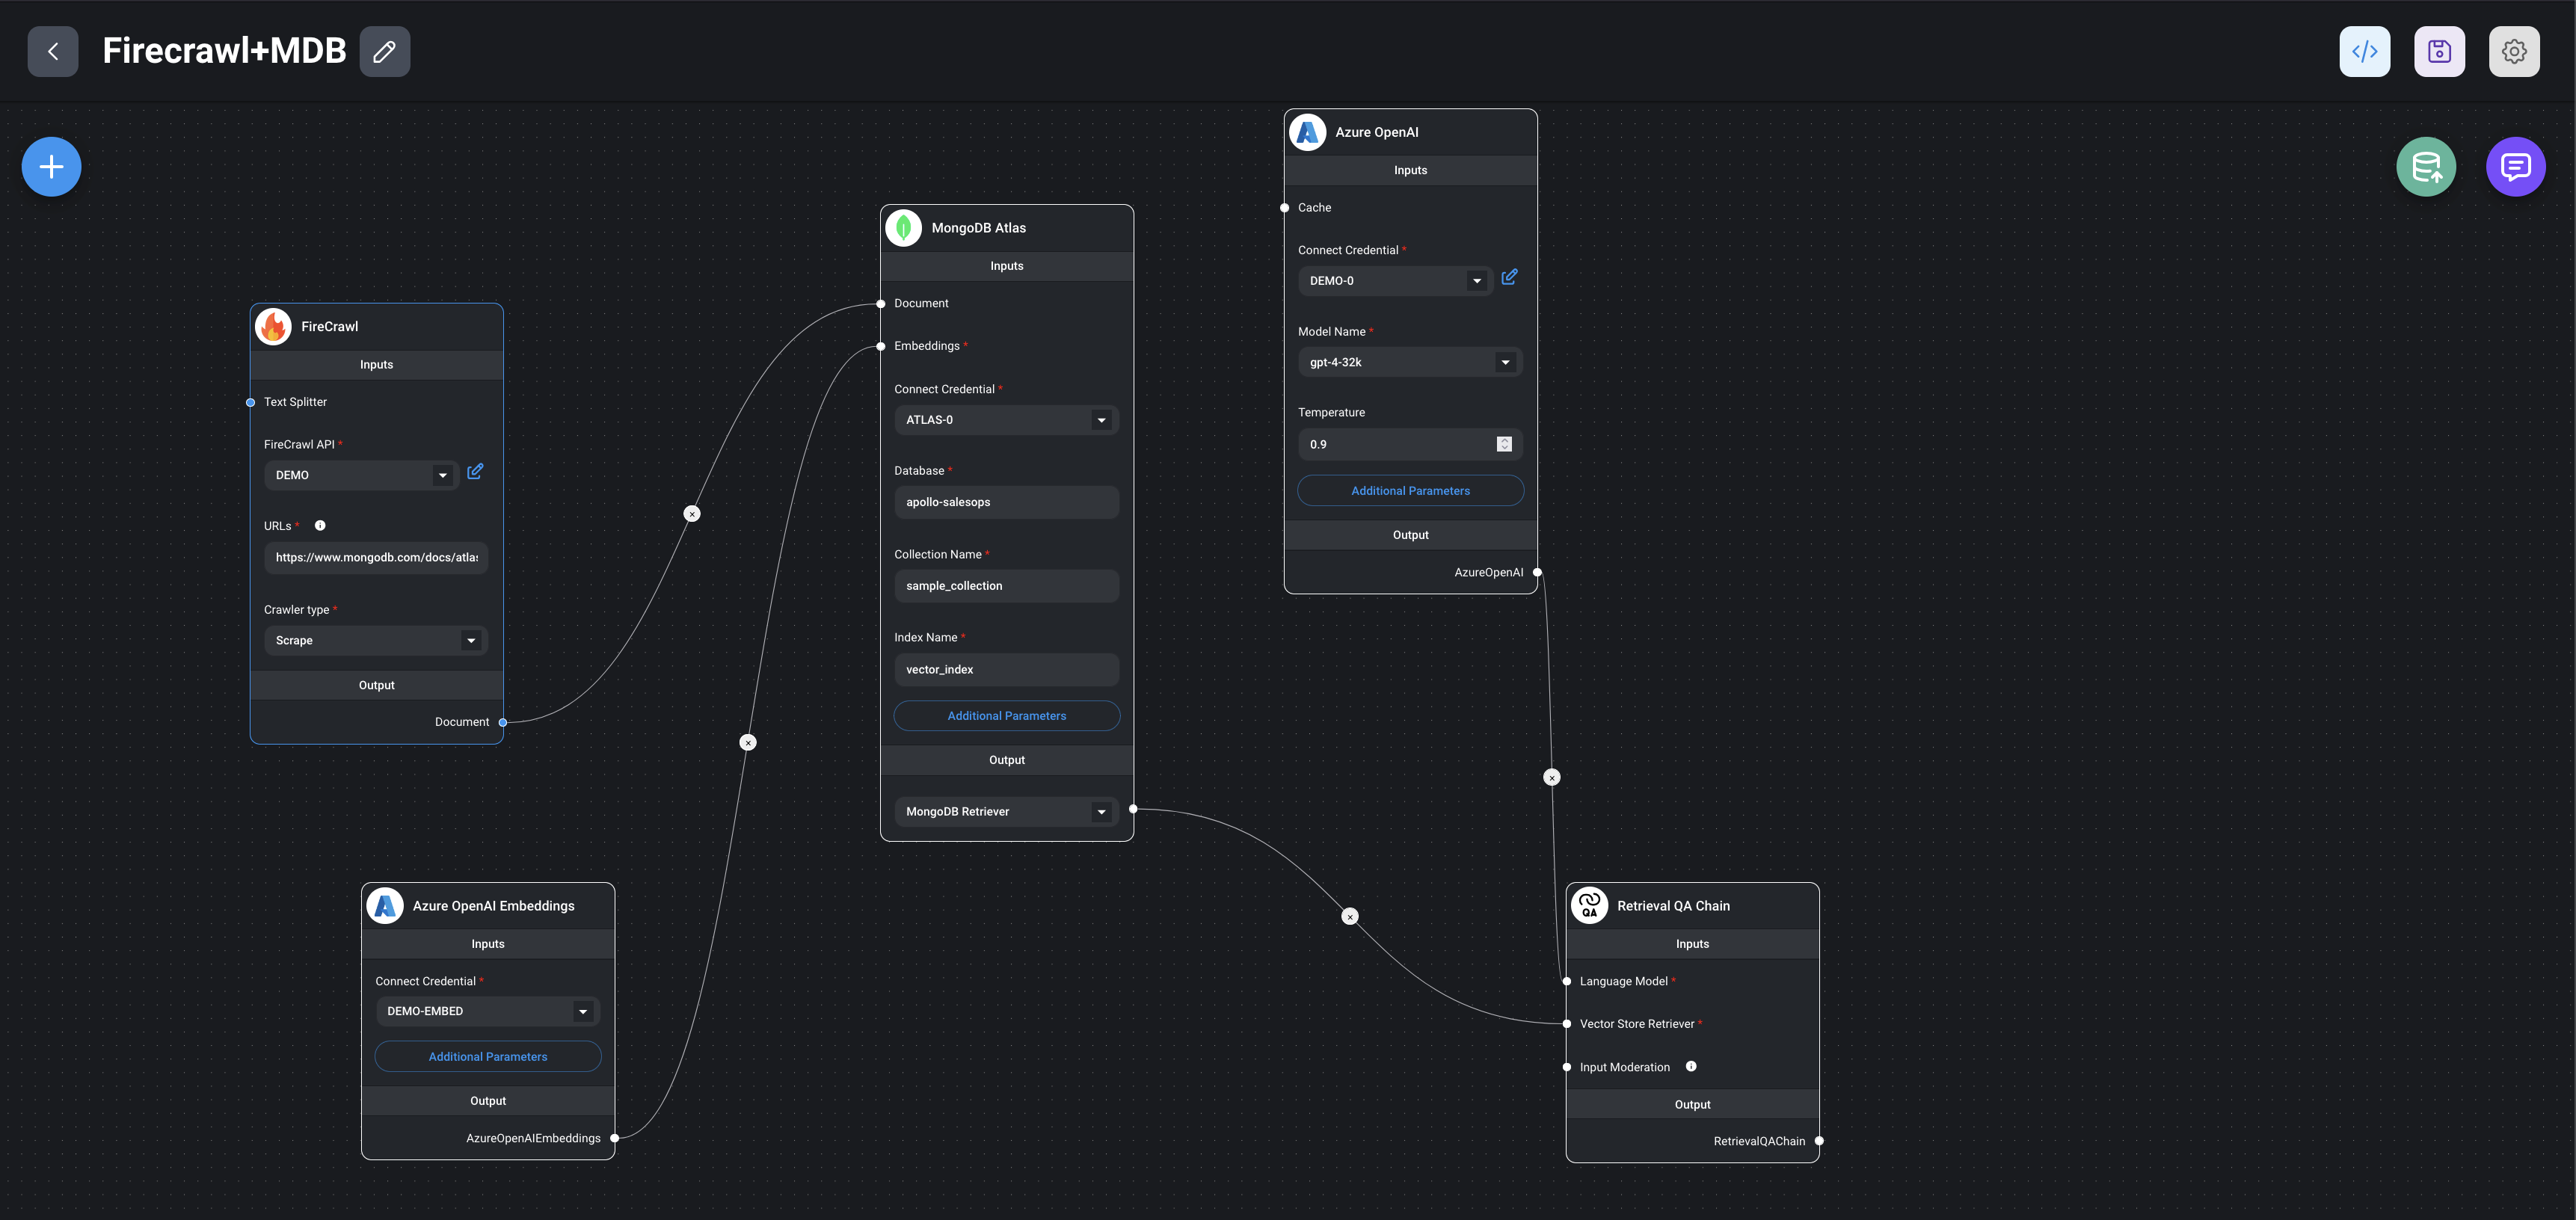 Firecrawl+MDB
FireCrawl
Inputs
Text Splitter
FireCrawl API *
DEMO
URLs *
https://www.mongodb.com/docs/atlas
Crawler type *
Scrape
Output
Document
Azure OpenAI Embeddings
Inputs
Connect Credential *
DEMO-EMBED
Additional Parameters
Output
AzureOpenAIEmbeddings
MongoDB Atlas
Inputs
Document
Embeddings *
Connect Credential *
ATLAS-0
Database *
apollo-salesops
Collection Name *
sample_collection
Index Name *
vector_index
Additional Parameters
Output
MongoDB Retriever
Azure OpenAI
Inputs
Cache
Connect Credential *
DEMO-0
Model Name *
gpt-4-32k
Temperature
0.9
Additional Parameters
Output
AzureOpenAI
QA
Retrieval QA Chain
Inputs
Language Model *
Vector Store Retriever *
Input Moderation
Output
RetrievalQAChain